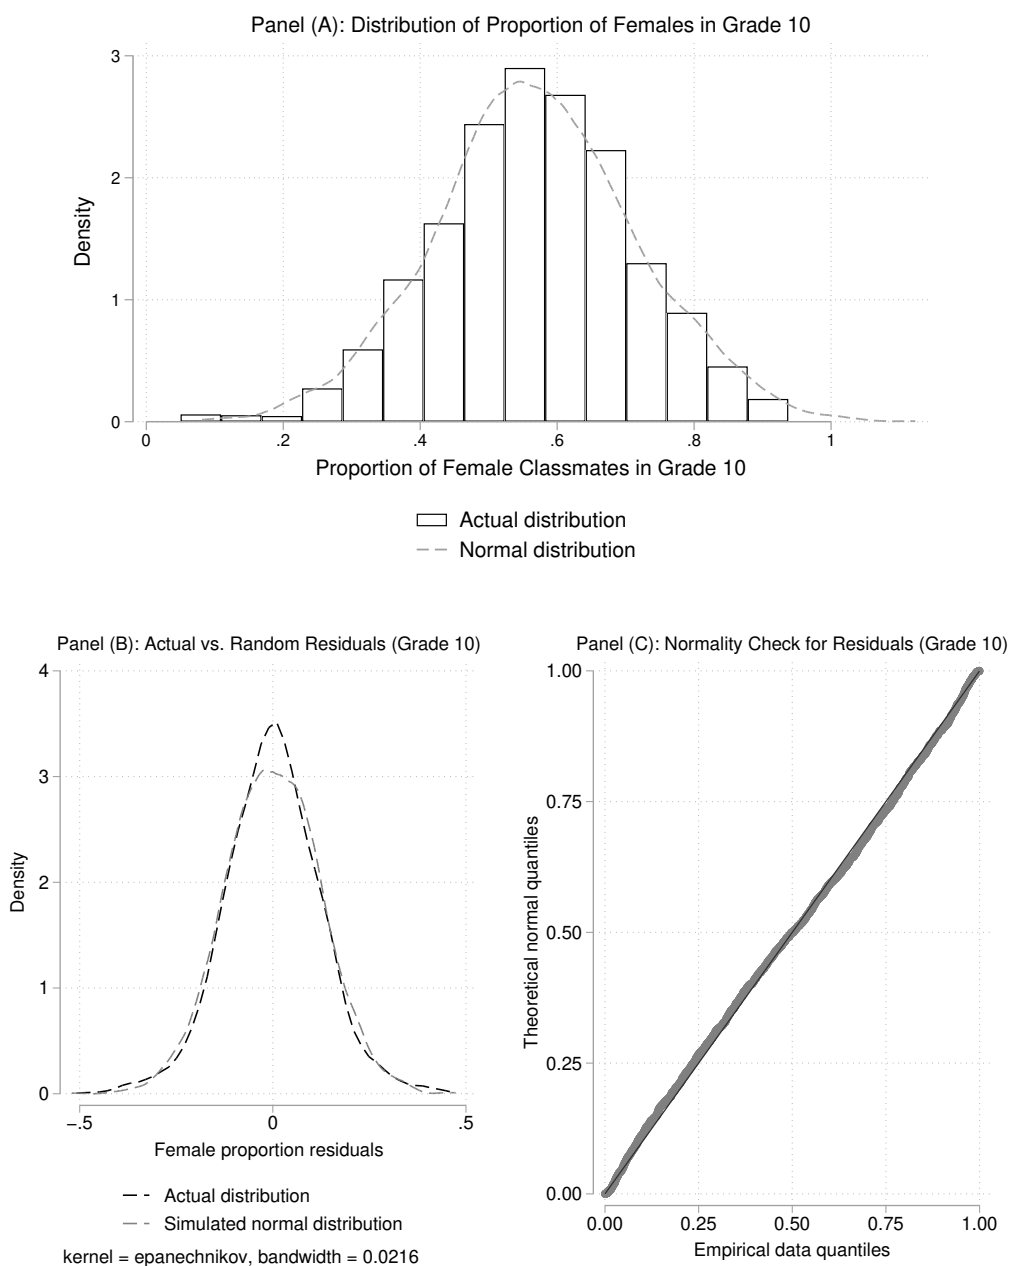 Panel (A): Distribution of Proportion of Females in Grade 10
3
2
1
0
Density
0 .2 .4 .6 .8 1
Proportion of Female Classmates in Grade 10
Actual distribution
Normal distribution
Panel (B): Actual vs. Random Residuals (Grade 10)
4
3
2
1
0
Density
−.5 0 .5
Female proportion residuals
Actual distribution
Simulated normal distribution
kernel = epanechnikov, bandwidth = 0.0216
Panel (C): Normality Check for Residuals (Grade 10)
1.00
0.75
0.50
0.25
0.00
Theoretical normal quantiles
0.00 0.25 0.50 0.75 1.00
Empirical data quantiles